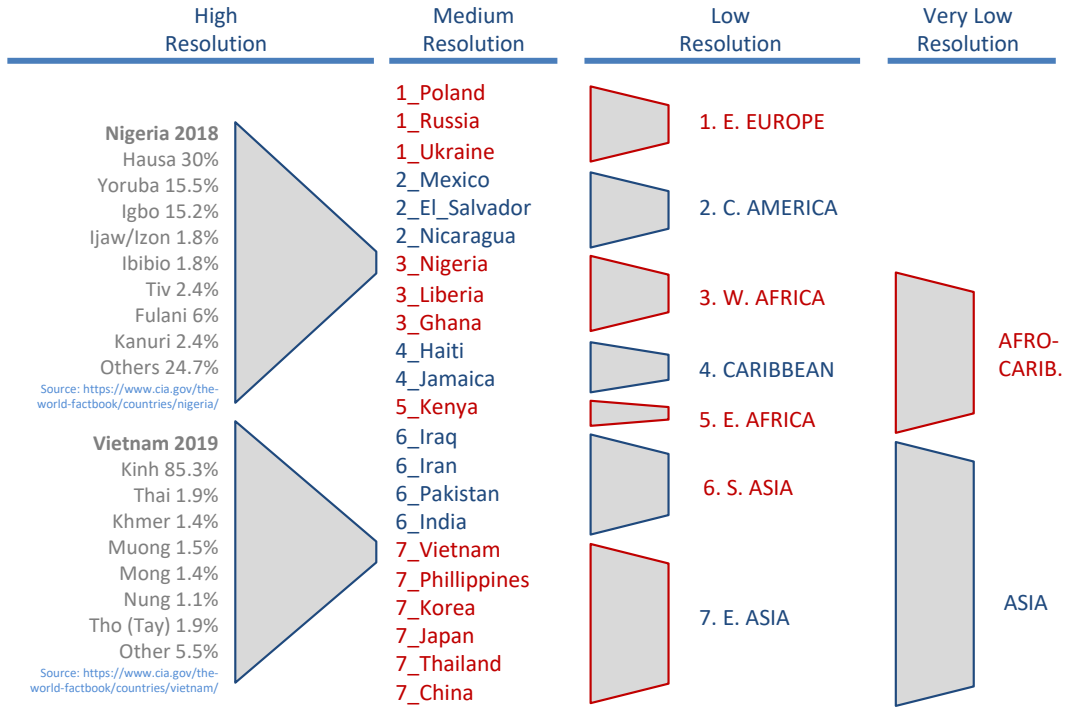 High
Resolution
Medium
Resolution
Low
Resolution
Very Low
Resolution
Nigeria 2018
Hausa 30%
Yoruba 15.5%
Igbo 15.2%
Ijaw/Izon 1.8%
Ibibio 1.8%
Tiv 2.4%
Fulani 6%
Kanuri 2.4%
Others 24.7%
Source: https://www.cia.gov/the-
world-factbook/countries/nigeria/
Vietnam 2019
Kinh 85.3%
Thai 1.9%
Khmer 1.4%
Muong 1.5%
Mong 1.4%
Nung 1.1%
Tho (Tay) 1.9%
Other 5.5%
Source: https://www.cia.gov/the-
world-factbook/countries/vietnam/
1_Poland
1_Russia
1_Ukraine
2_Mexico
2_El_Salvador
2_Nicaragua
3_Nigeria
3_Liberia
3_Ghana
4_Haiti
4_Jamaica
5_Kenya
6_Iraq
6_Iran
6_Pakistan
6_India
7_Vietnam
7_Phillippines
7_Korea
7_Japan
7_Thailand
7_China
1. E. EUROPE
2. C. AMERICA
3. W. AFRICA
4. CARIBBEAN
5. E. AFRICA
6. S. ASIA
7. E. ASIA
AFRO-
CARIB.
ASIA